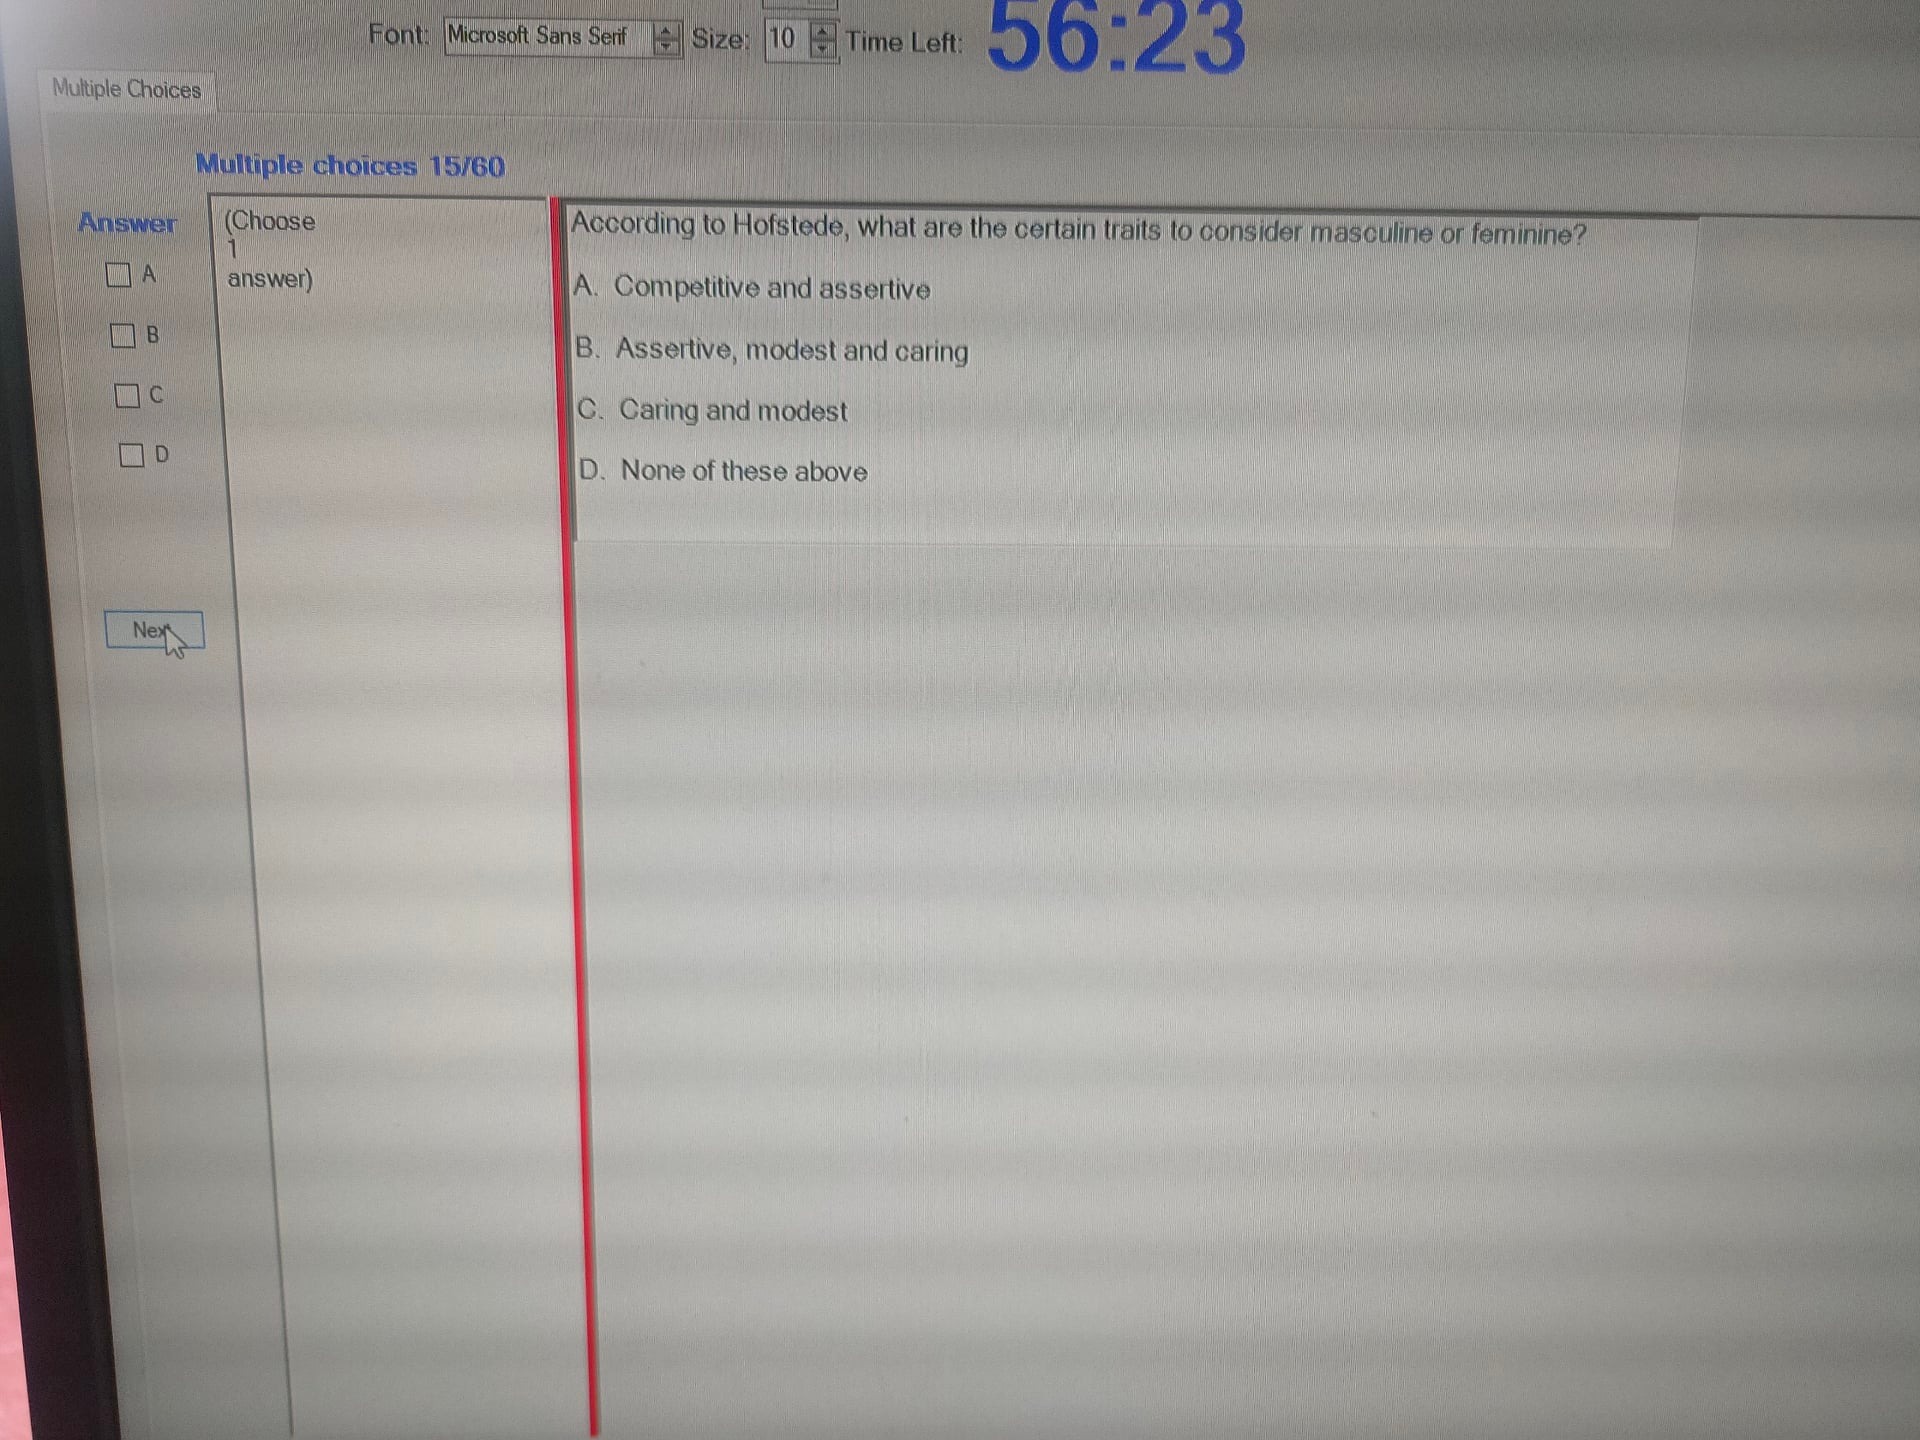 Font: Microsoft Sans Serif Size: 10 Time Left: 56:23
Multiple Choices
Multiple choices 15/60
Answer
A
B
C
D
(Choose
1
answer)
According to Hofstede, what are the certain traits to consider masculine or feminine?
A. Competitive and assertive
B. Assertive, modest and caring
C. Caring and modest
D. None of these above